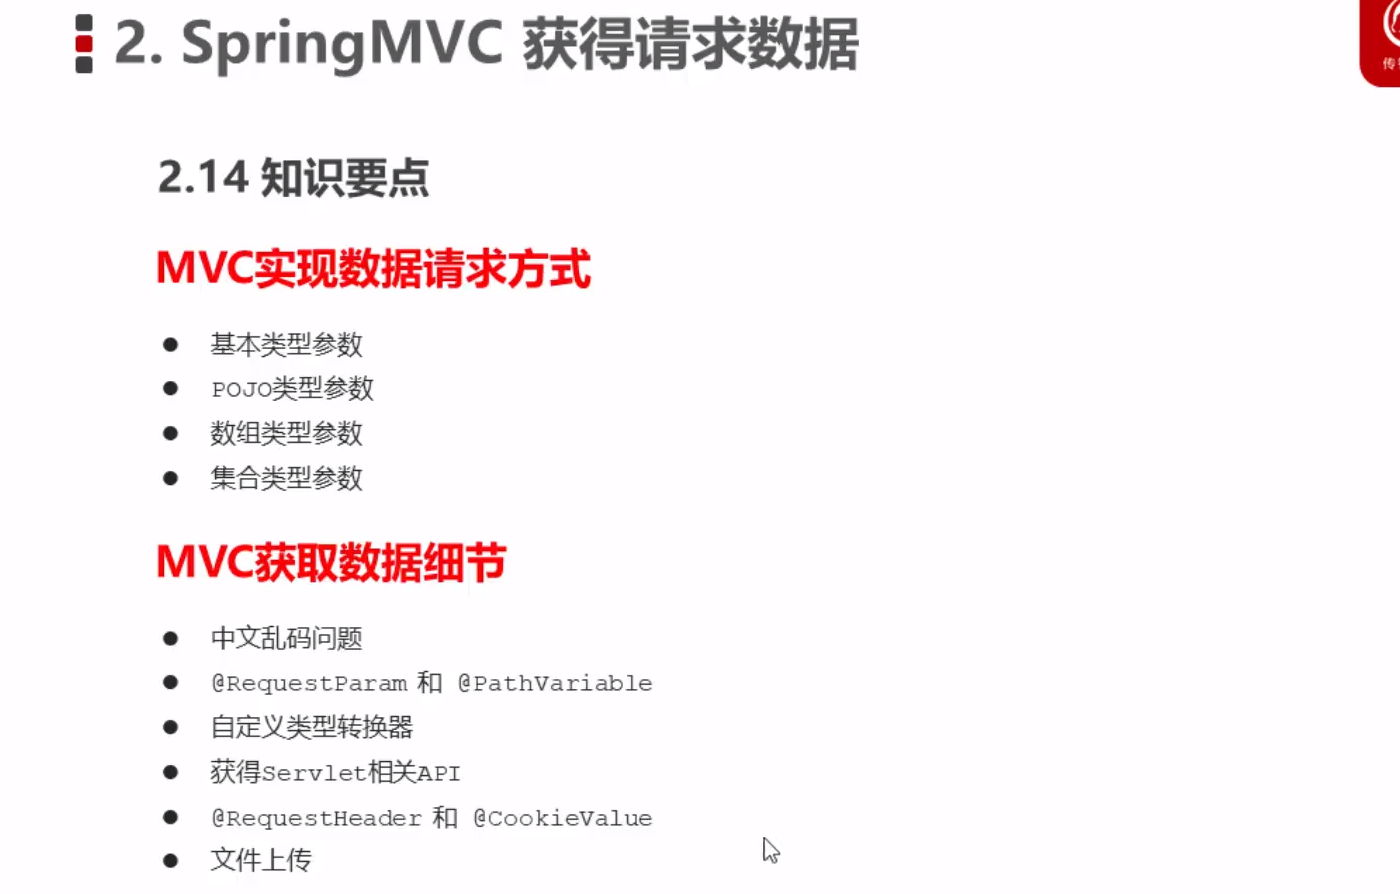 2. SpringMVC 获得请求数据
2.14 知识要点
MVC实现数据请求方式
● 基本类型参数
● POJO类型参数
● 数组类型参数
● 集合类型参数
MVC获取数据细节
● 中文乱码问题
● @RequestParam 和 @PathVariable
● 自定义类型转换器
● 获得Servlet相关API
● @RequestHeader 和 @CookieValue
● 文件上传